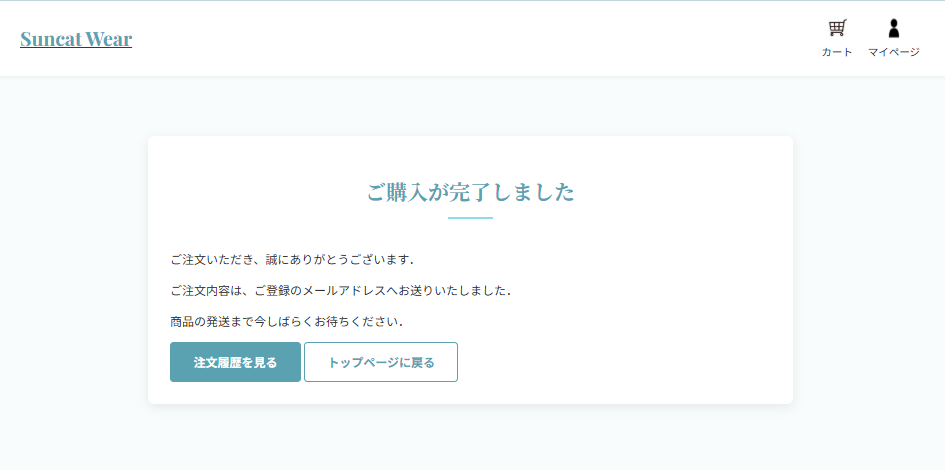 Suncat Wear
カート
マイページ
ご購入が完了しました
ご注文いただき、誠にありがとうございます.
ご注文内容は、ご登録のメールアドレスへお送りいたしました.
商品の発送まで今しばらくお待ちください.
注文履歴を見る
トップページに戻る